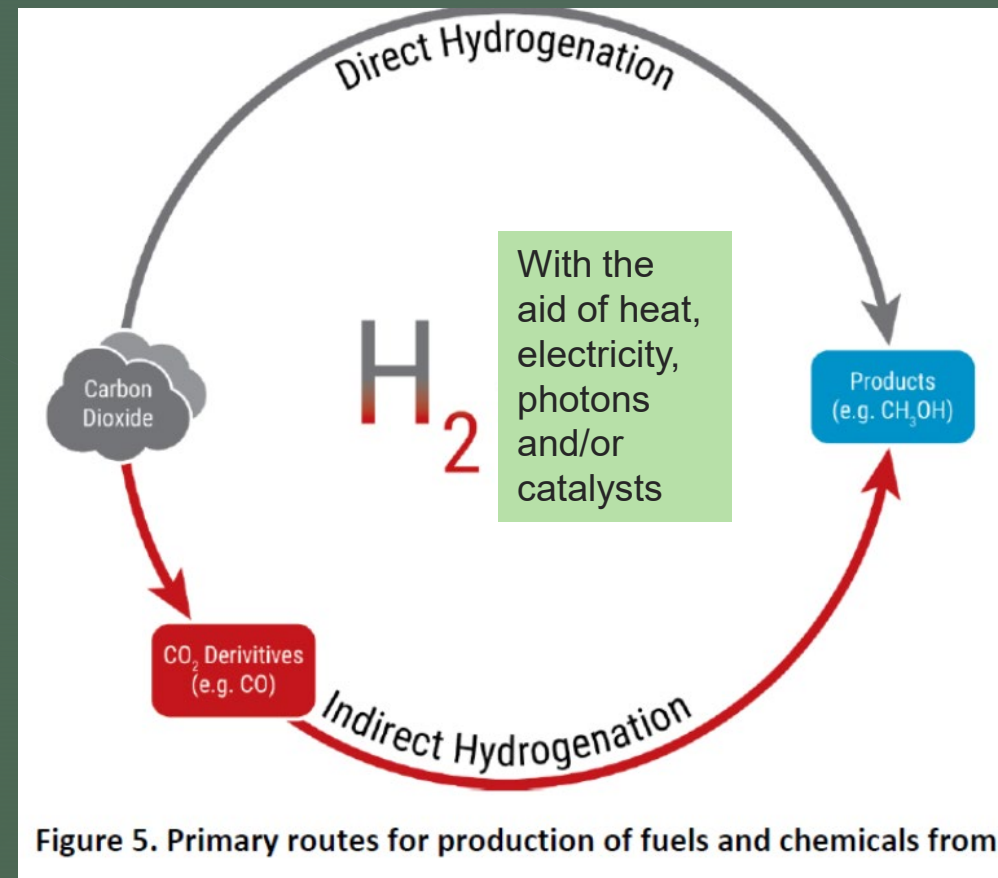 Direct Hydrogenation
With the
aid of heat,
electricity,
photons
and/or
catalysts
H₂
Carbon
Dioxide
Products
(e.g. CH₃OH)
CO₂ Derivitives
(e.g. CO)
Indirect Hydrogenation
Figure 5. Primary routes for production of fuels and chemicals from